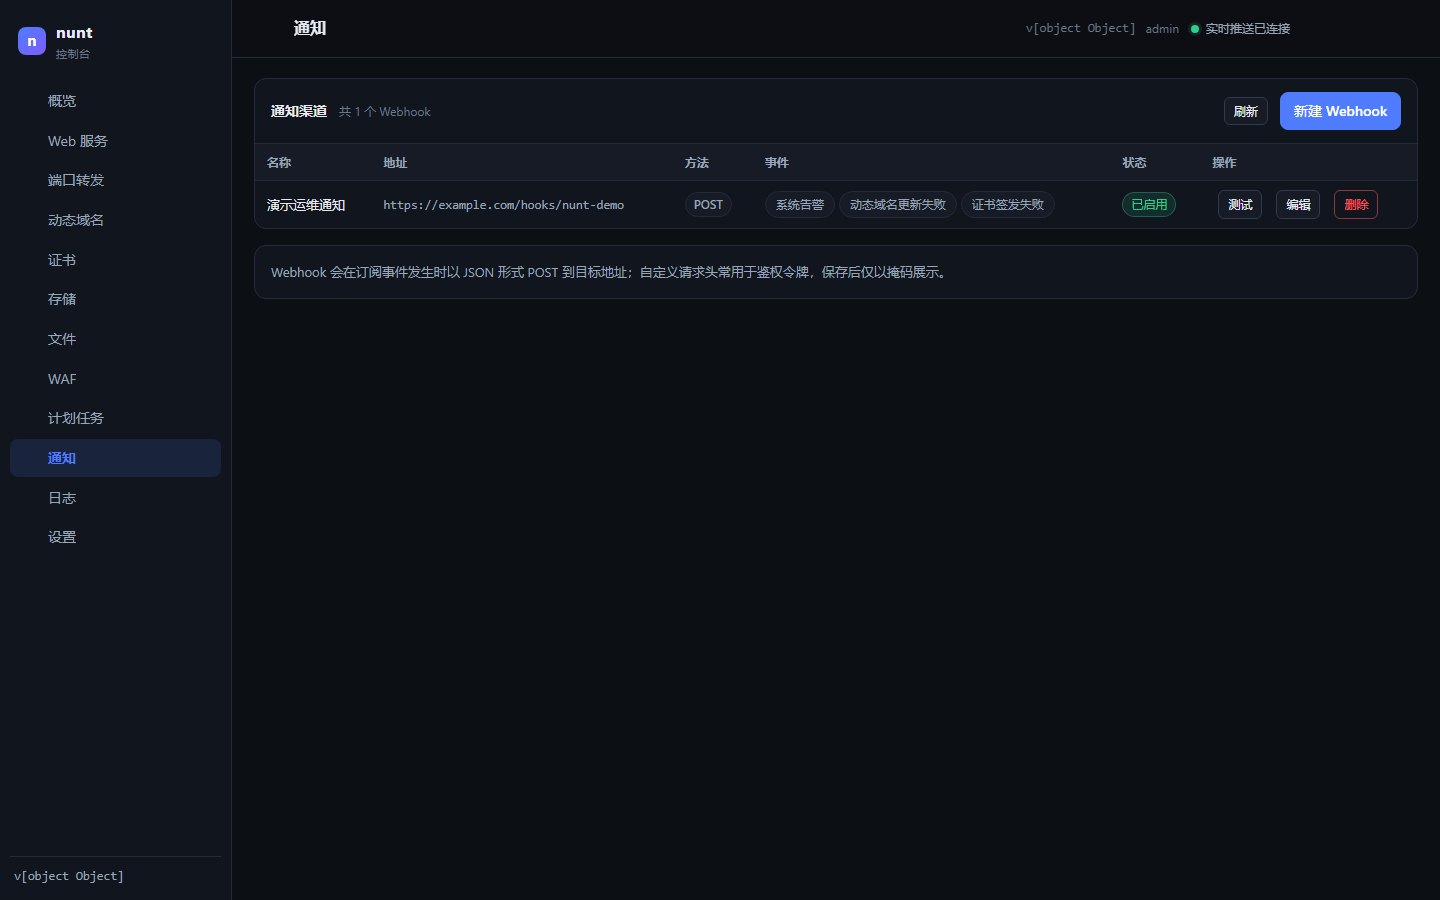 n
nunt
控制台
概览
Web 服务
端口转发
动态域名
证书
存储
文件
WAF
计划任务
通知
日志
设置
v[object Object]
通知
v[object Object] admin 实时推送已连接
通知渠道 共 1 个 Webhook 刷新 新建 Webhook
名称 地址 方法 事件 状态 操作
演示运维通知 https://example.com/hooks/nunt-demo POST 系统告警 动态域名更新失败 证书签发失败 已启用 测试 编辑 删除
Webhook 会在订阅事件发生时以 JSON 形式 POST 到目标地址；自定义请求头常用于鉴权令牌，保存后仅以掩码展示。